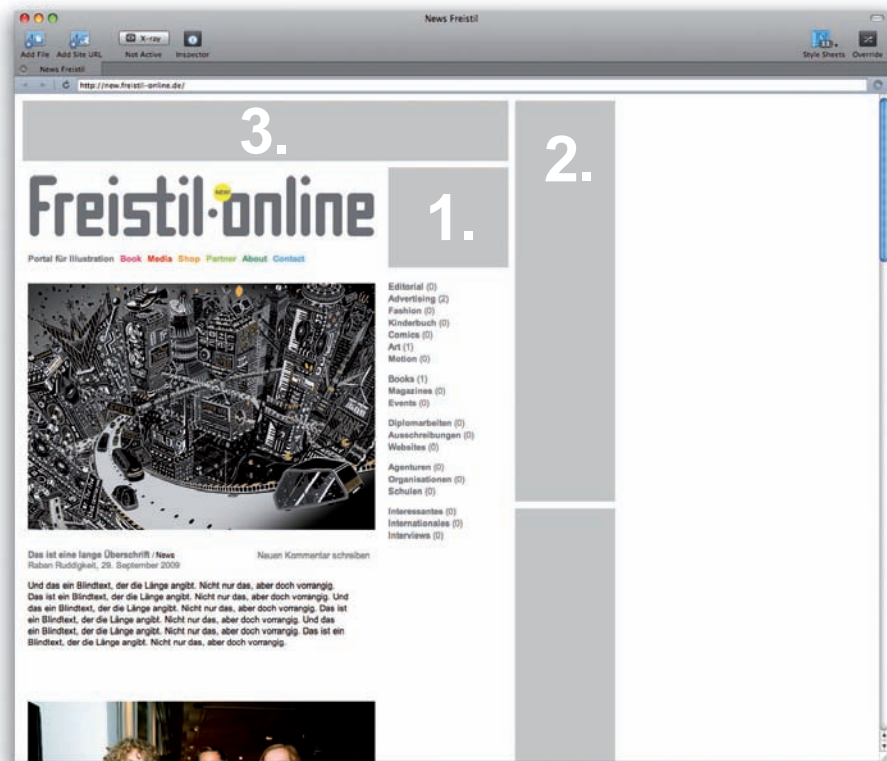 News Freistil
Add File Add Site URL X-ray Not Active Inspector Style Sheets Override
News Freistil
http://new.freistil-online.de/
3.
2.
1.
Freistil·online
NEW!
Portal für Illustration Book Media Shop Partner About Contact
Editorial (0)
Advertising (2)
Fashion (0)
Kinderbuch (0)
Comics (0)
Art (1)
Motion (0)
Books (1)
Magazines (0)
Events (0)
Diplomarbeiten (0)
Ausschreibungen (0)
Websites (0)
Agenturen (0)
Organisationen (0)
Schulen (0)
Interessantes (0)
Internationales (0)
Interviews (0)
Das ist eine lange Überschrift / News Neuen Kommentar schreiben
Raban Ruddigkeit, 29. September 2009
Und das ein Blindtext, der die Länge angibt. Nicht nur das, aber doch vorrangig.
Das ist ein Blindtext, der die Länge angibt. Nicht nur das, aber doch vorrangig. Und
das ein Blindtext, der die Länge angibt. Nicht nur das, aber doch vorrangig. Das ist
ein Blindtext, der die Länge angibt. Nicht nur das, aber doch vorrangig. Und das
ein Blindtext, der die Länge angibt. Nicht nur das, aber doch vorrangig. Das ist ein
Blindtext, der die Länge angibt. Nicht nur das, aber doch vorrangig.